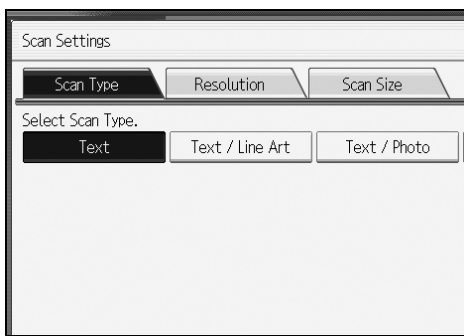 Scan Settings
Scan Type Resolution Scan Size
Select Scan Type.
Text Text / Line Art Text / Photo